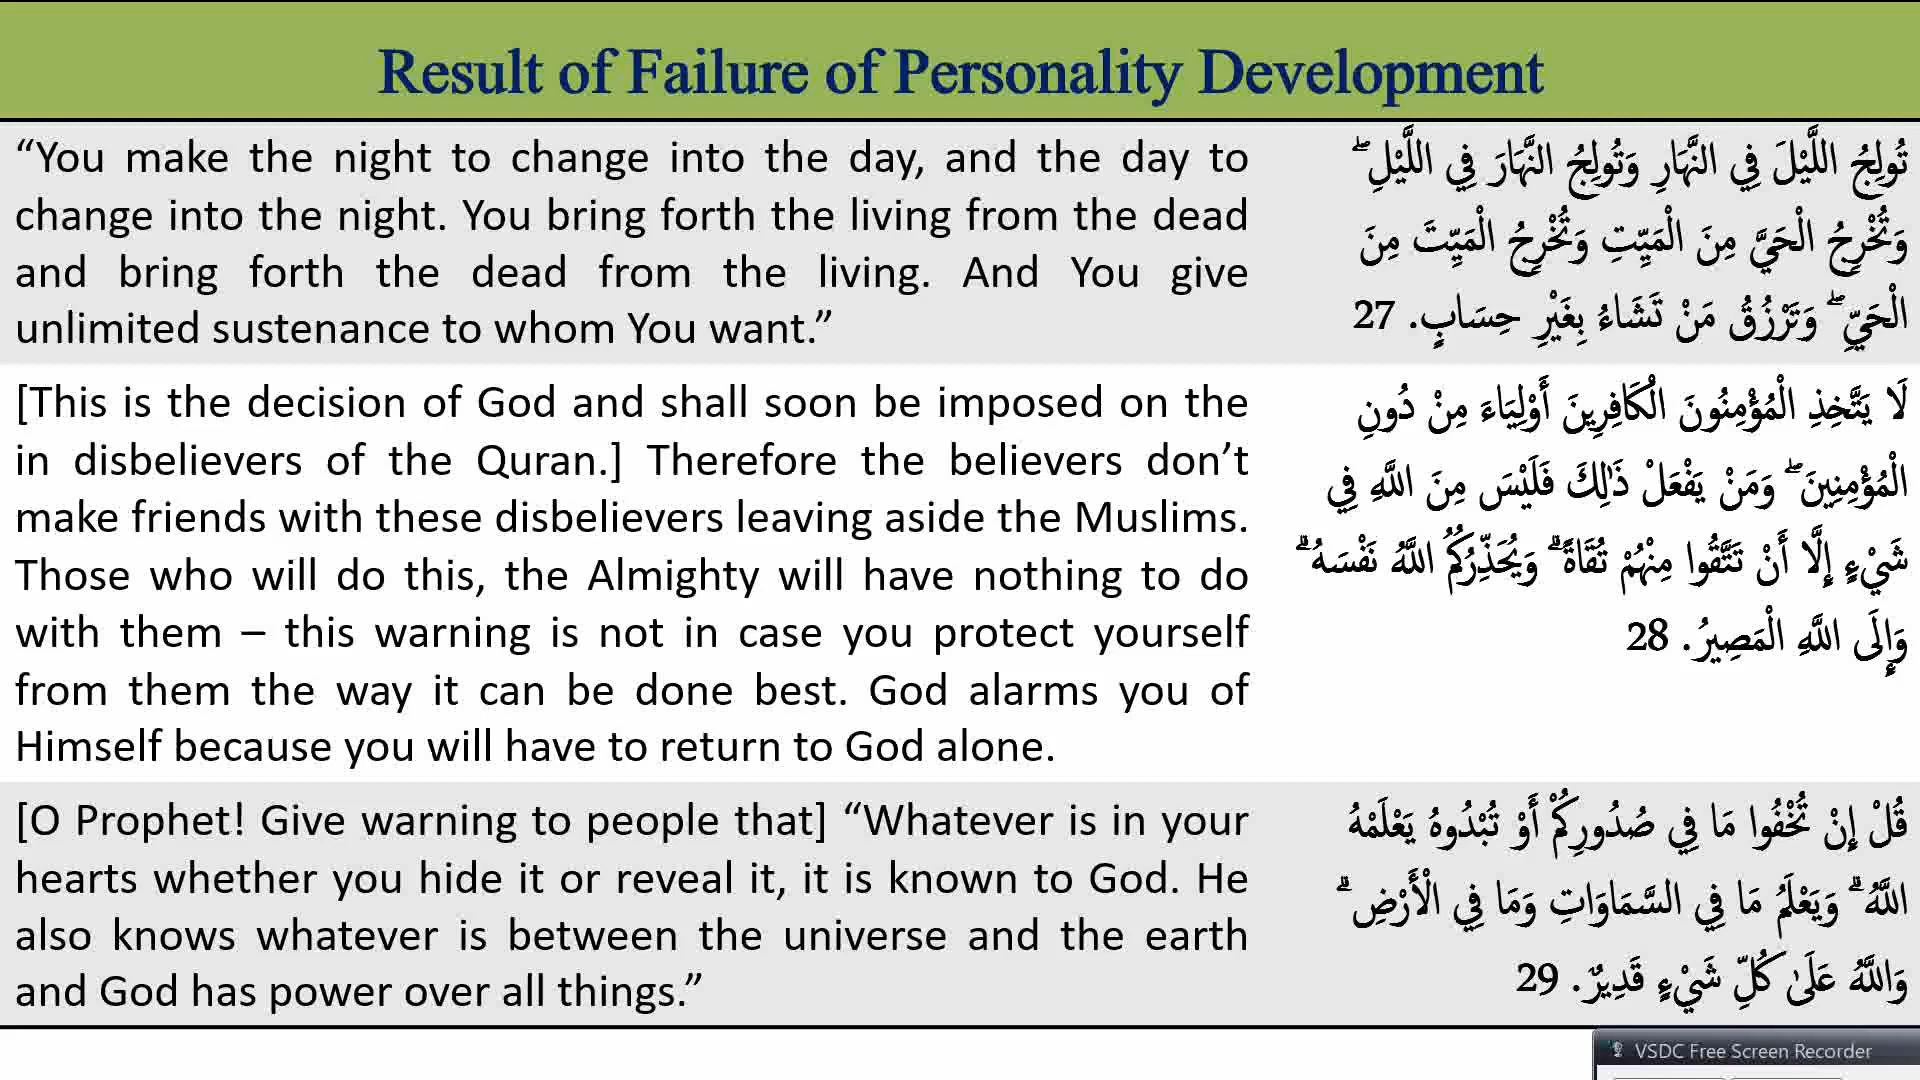 Result of Failure of Personality Development
“You make the night to change into the day, and the day to
change into the night. You bring forth the living from the dead
and bring forth the dead from the living. And You give
unlimited sustenance to whom You want.”
تُولِجُ اللَّيْلَ فِي النَّهَارِ وَتُولِجُ النَّهَارَ فِي اللَّيْلِ ۖ
وَتُخْرِجُ الْحَيَّ مِنَ الْمَيِّتِ وَتُخْرِجُ الْمَيِّتَ مِنَ
الْحَيِّ ۖ وَتَرْزُقُ مَنْ تَشَاءُ بِغَيْرِ حِسَابٍ. 27
[This is the decision of God and shall soon be imposed on the
in disbelievers of the Quran.] Therefore the believers don’t
make friends with these disbelievers leaving aside the Muslims.
Those who will do this, the Almighty will have nothing to do
with them – this warning is not in case you protect yourself
from them the way it can be done best. God alarms you of
Himself because you will have to return to God alone.
لَا يَتَّخِذِ الْمُؤْمِنُونَ الْكَافِرِينَ أَوْلِيَاءَ مِنْ دُونِ
الْمُؤْمِنِينَ ۖ وَمَنْ يَفْعَلْ ذَٰلِكَ فَلَيْسَ مِنَ اللَّهِ فِي
شَيْءٍ إِلَّا أَنْ تَتَّقُوا مِنْهُمْ تُقَاةً ۗ وَيُحَذِّرُكُمُ اللَّهُ نَفْسَهُ ۗ
وَإِلَى اللَّهِ الْمَصِيرُ. 28
[O Prophet! Give warning to people that] “Whatever is in your
hearts whether you hide it or reveal it, it is known to God. He
also knows whatever is between the universe and the earth
and God has power over all things.”
قُلْ إِنْ تُخْفُوا مَا فِي صُدُورِكُمْ أَوْ تُبْدُوهُ يَعْلَمْهُ
اللَّهُ ۗ وَيَعْلَمُ مَا فِي السَّمَاوَاتِ وَمَا فِي الْأَرْضِ ۗ
وَاللَّهُ عَلَىٰ كُلِّ شَيْءٍ قَدِيرٌ. 29
VSDC Free Screen Recorder